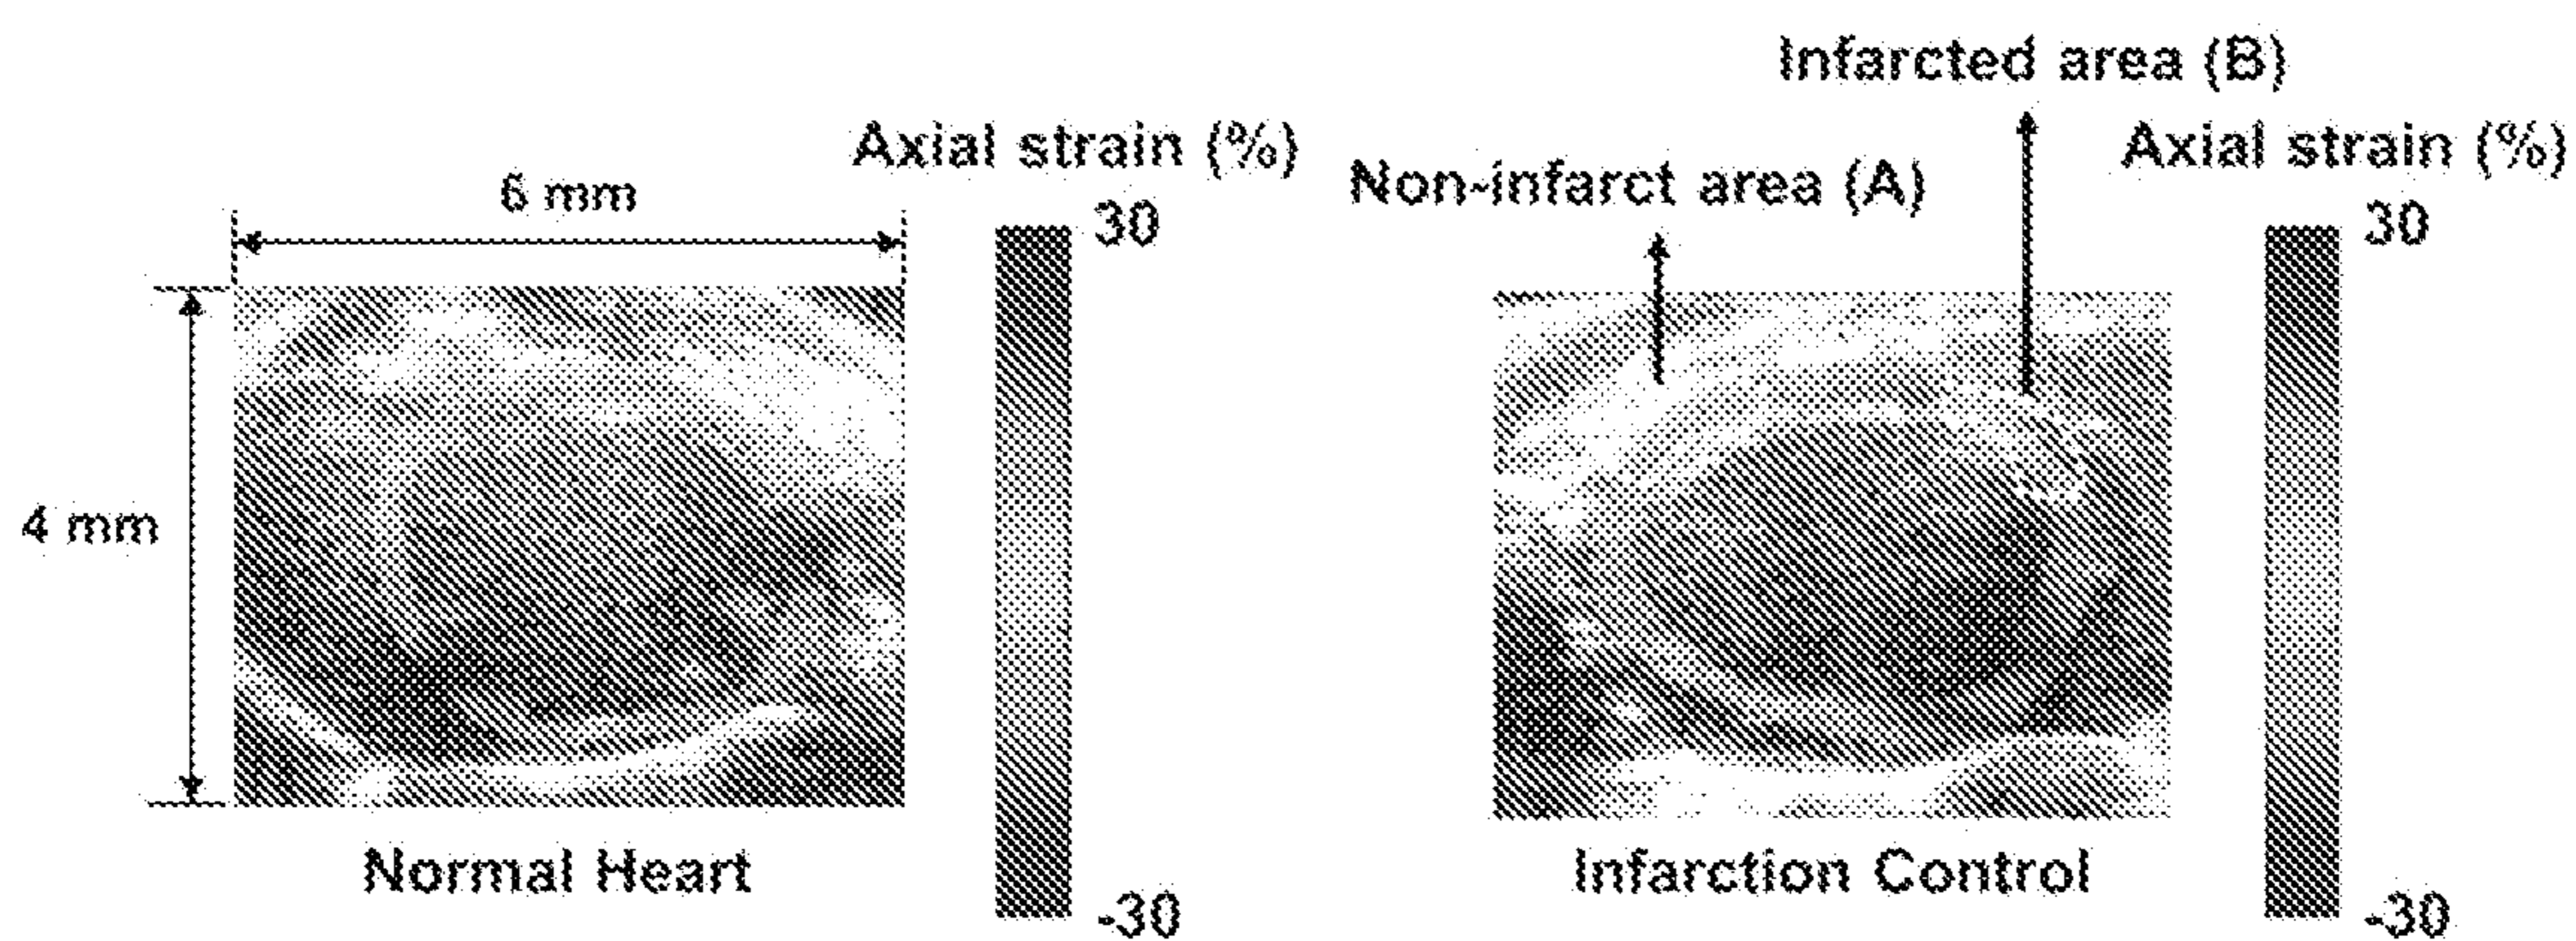 Infarcted area (B)
Axial strain (%)
Axial strain (%)
Non-infarct area (A)
6 mm
30
30
4 mm
Normal Heart
Infarction Control
-30
-30